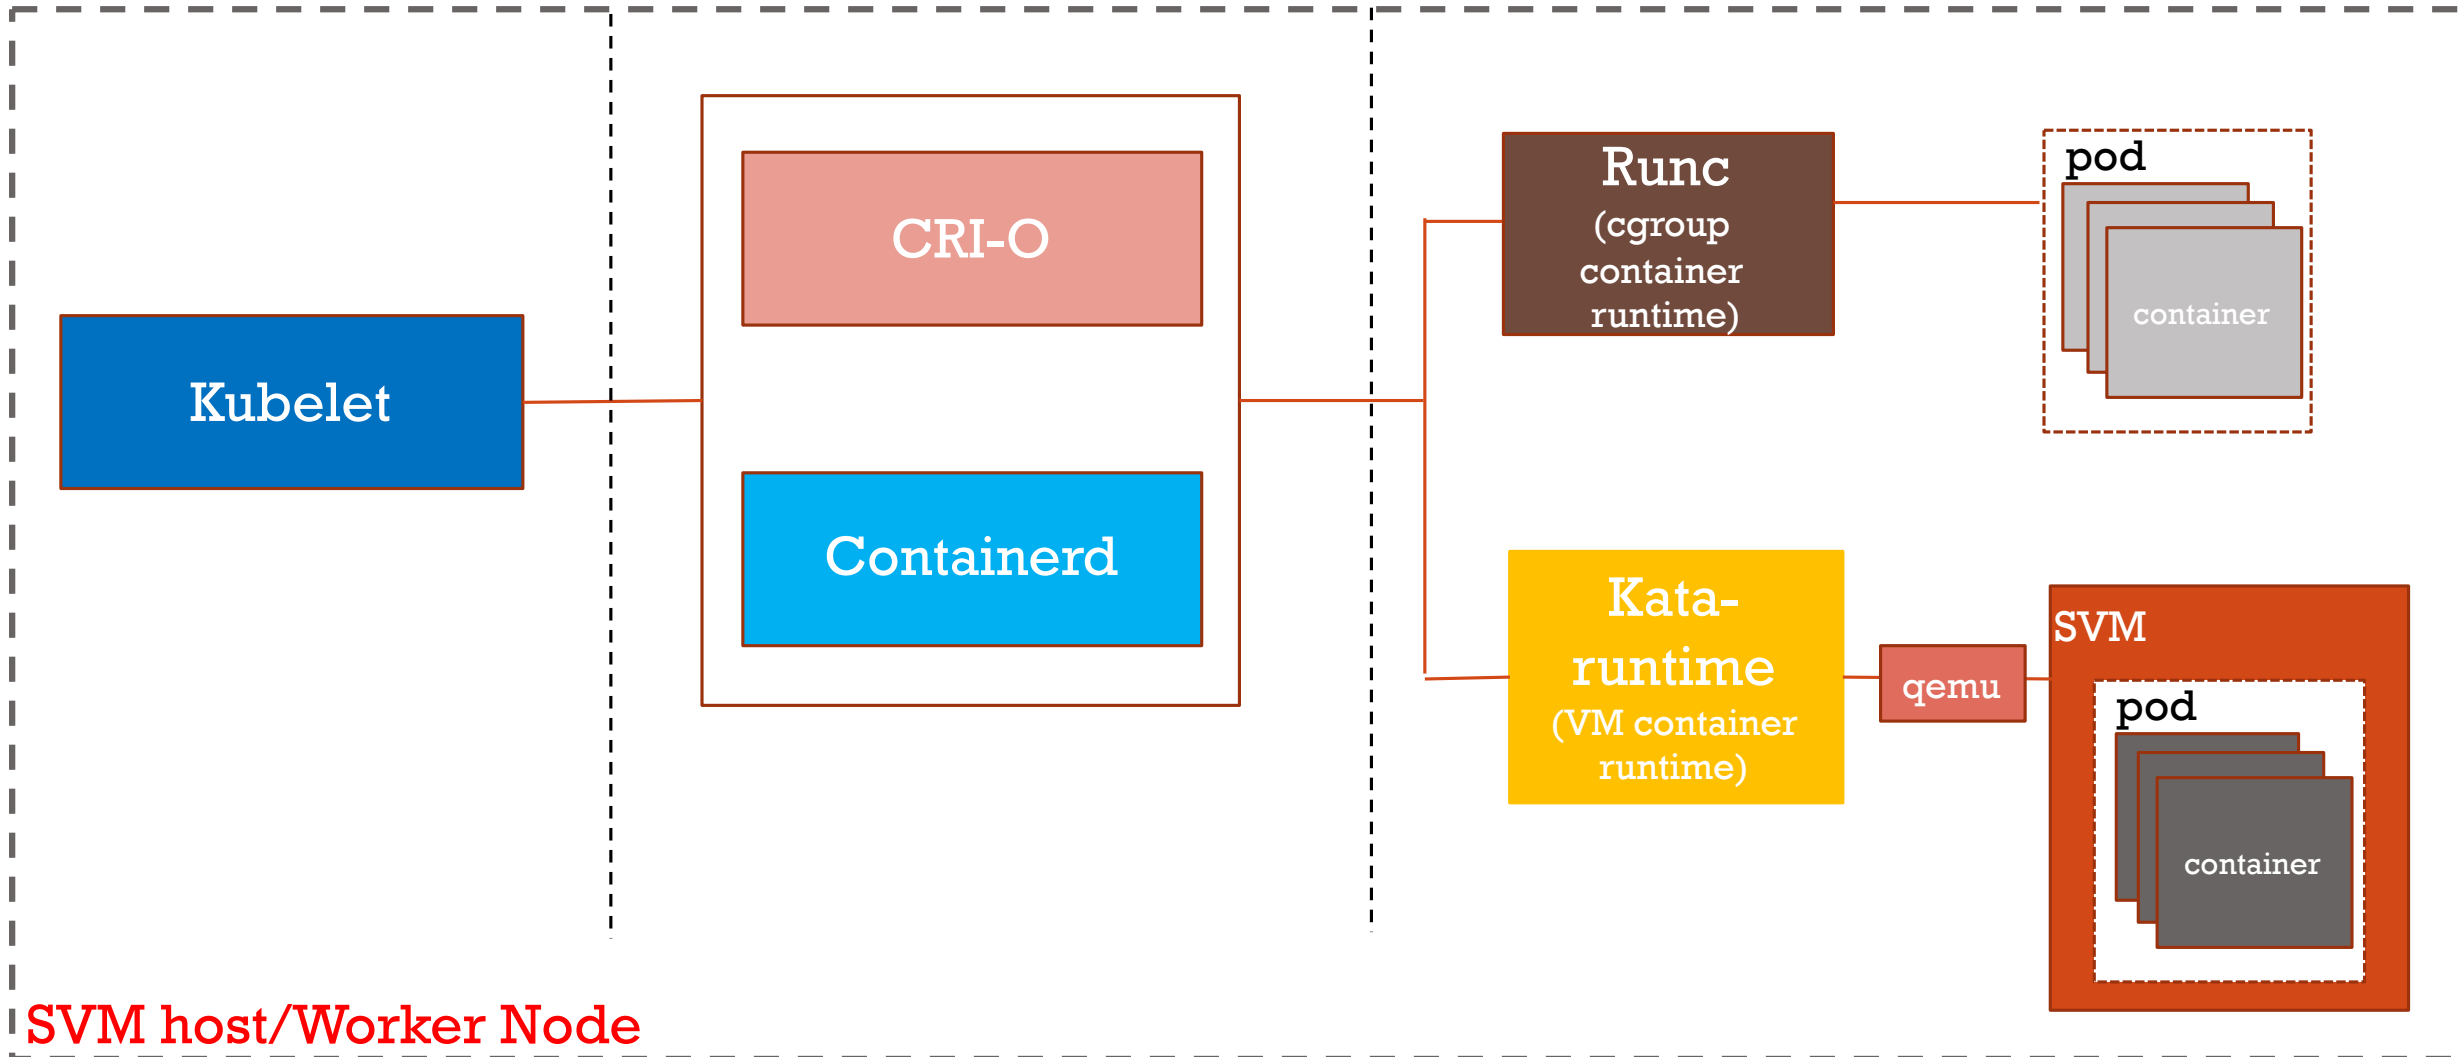 Kubelet
CRI-O
Containerd
Runc
(cgroup
container
runtime)
pod
container
Kata-
runtime
(VM container
runtime)
qemu
SVM
pod
container
SVM host/Worker Node